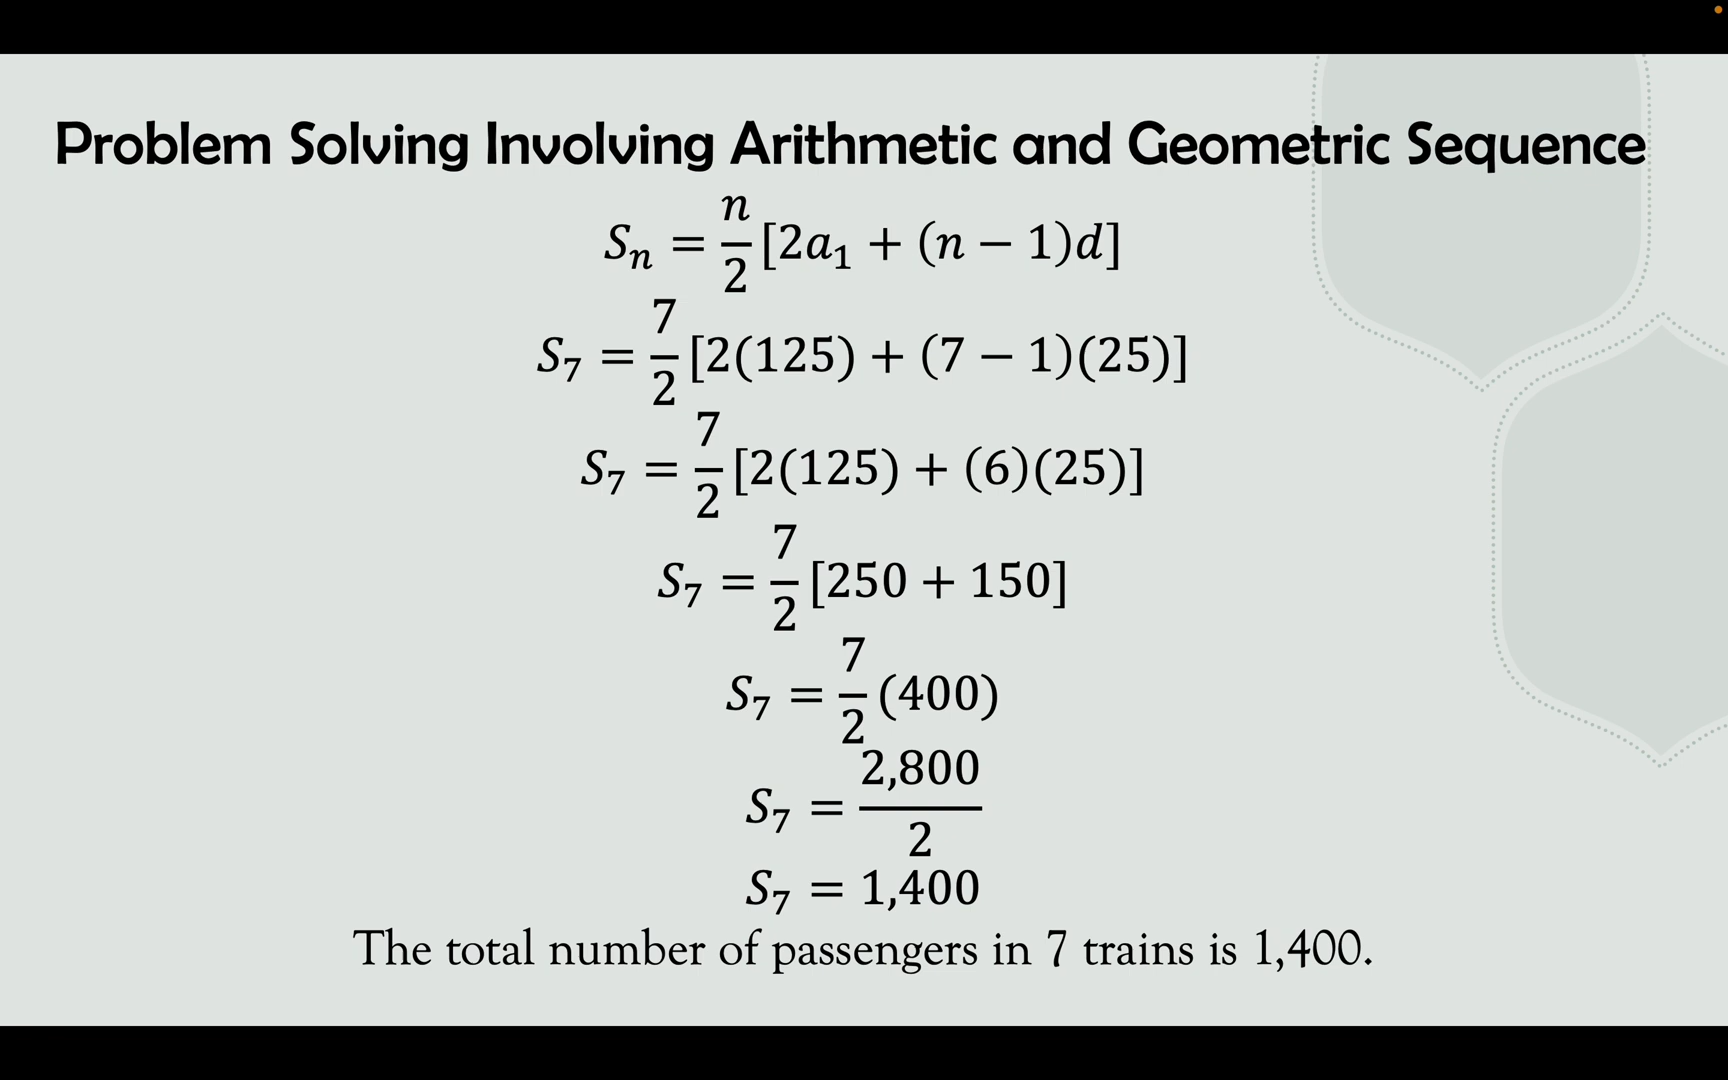 Problem Solving Involving Arithmetic and Geometric Sequence
Sₙ = n/2 [2a₁ + (n − 1)d]
S₇ = 7/2 [2(125) + (7 − 1)(25)]
S₇ = 7/2 [2(125) + (6)(25)]
S₇ = 7/2 [250 + 150]
S₇ = 7/2 (400)
S₇ = 2,800/2
S₇ = 1,400
The total number of passengers in 7 trains is 1,400.